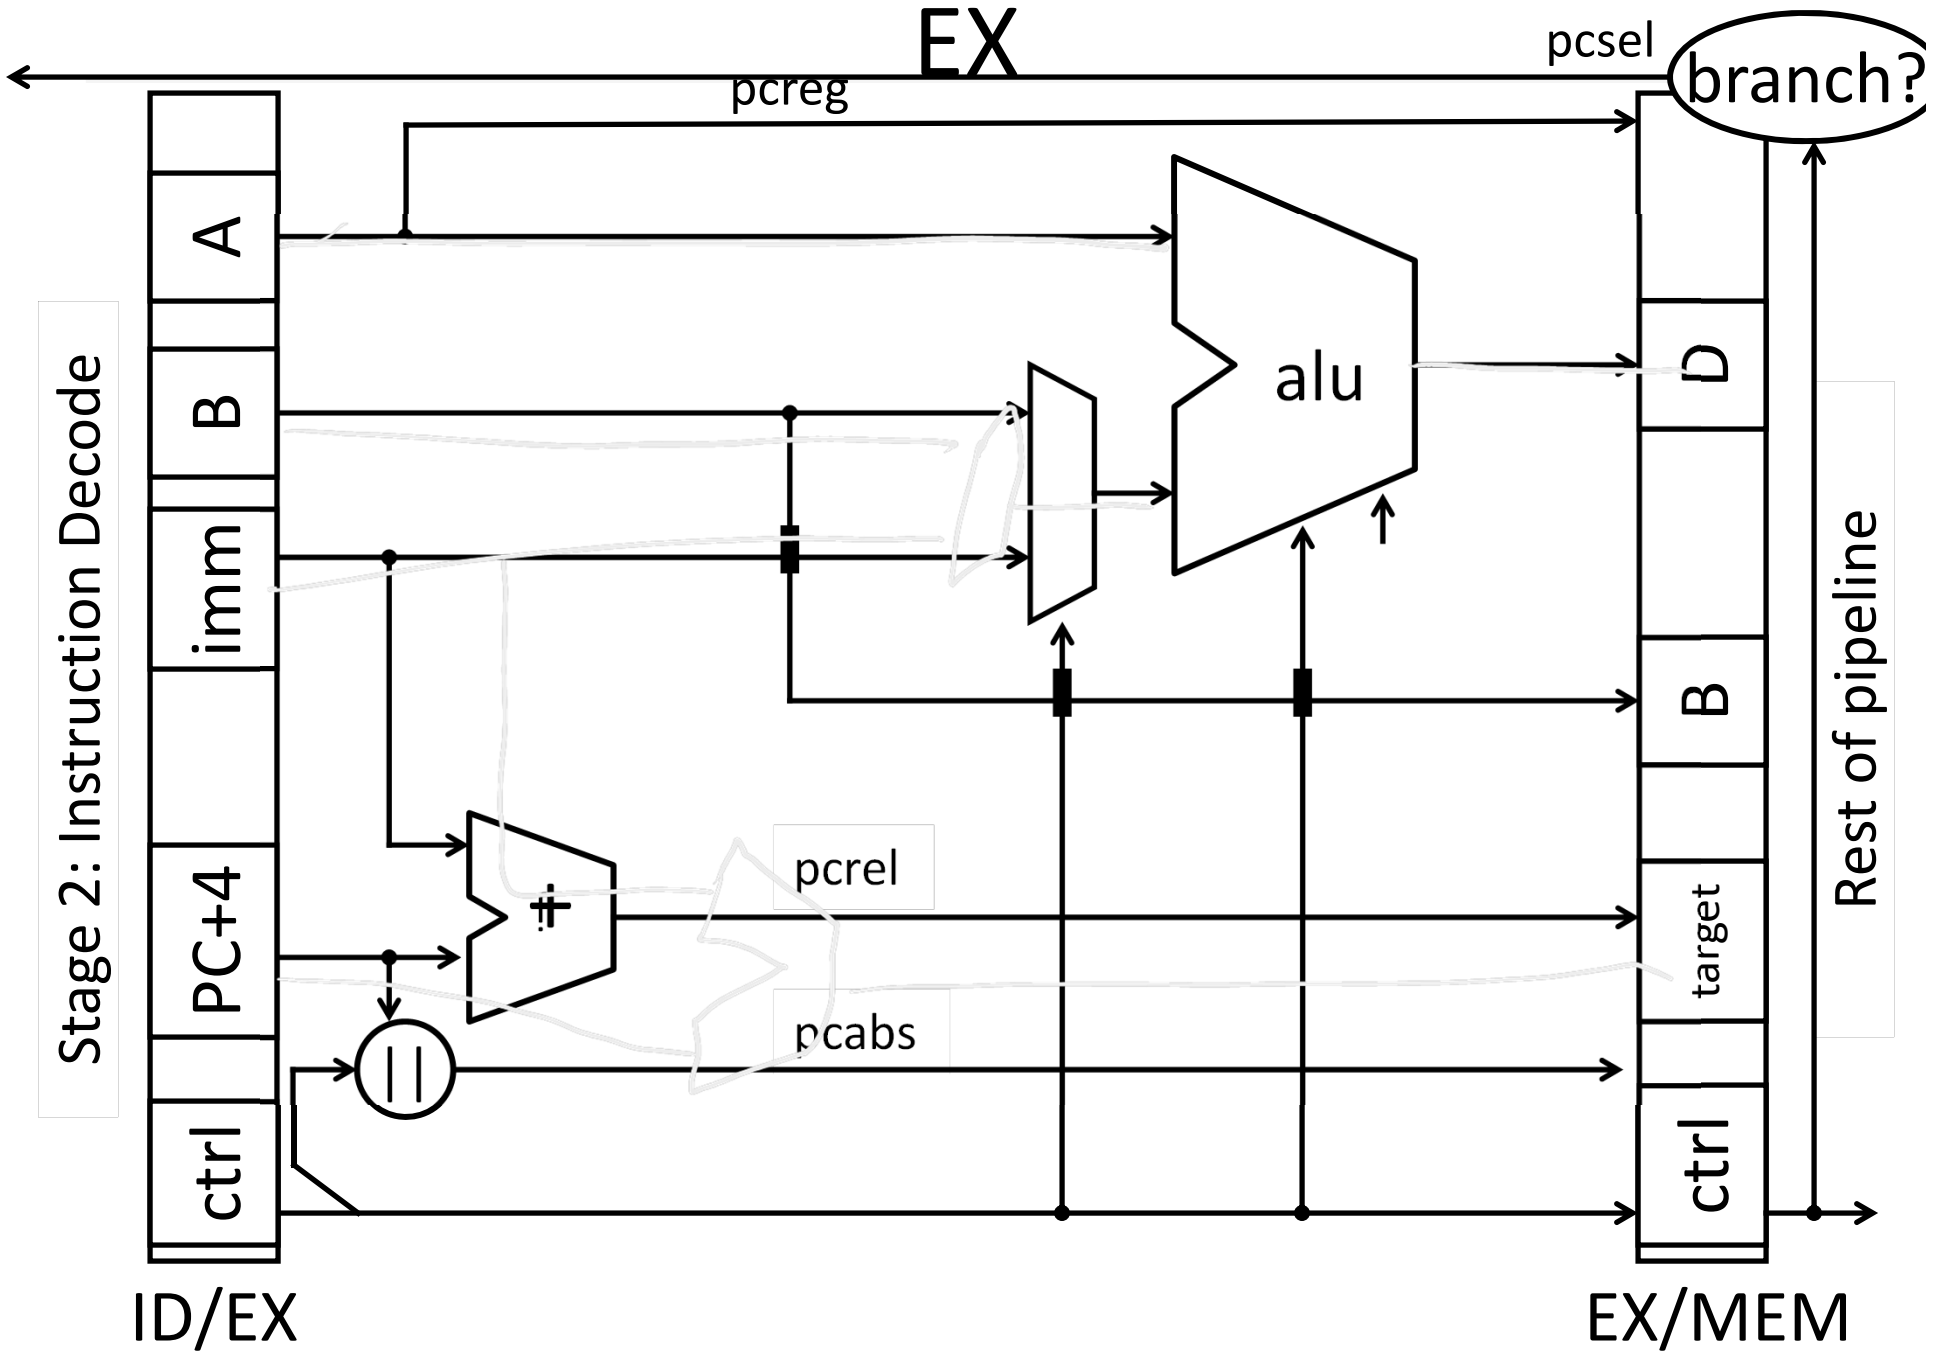 EX
pcsel
branch?
pcreg
A
B
imm
PC+4
ctrl
Stage 2: Instruction Decode
alu
+
pcrel
pcabs
||
D
B
target
ctrl
Rest of pipeline
ID/EX
EX/MEM